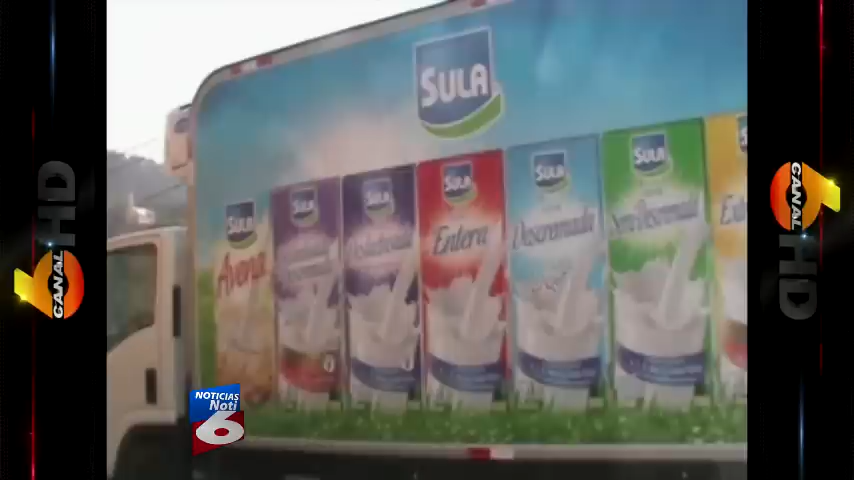 SULA
SULA
Avena
SULA
SULA
Deslactosada
SULA
Entera
SULA
Descremada
SULA
Semi Descremada
NOTICIAS
Noti
6
CANAL
6
HD
CANAL
6
HD